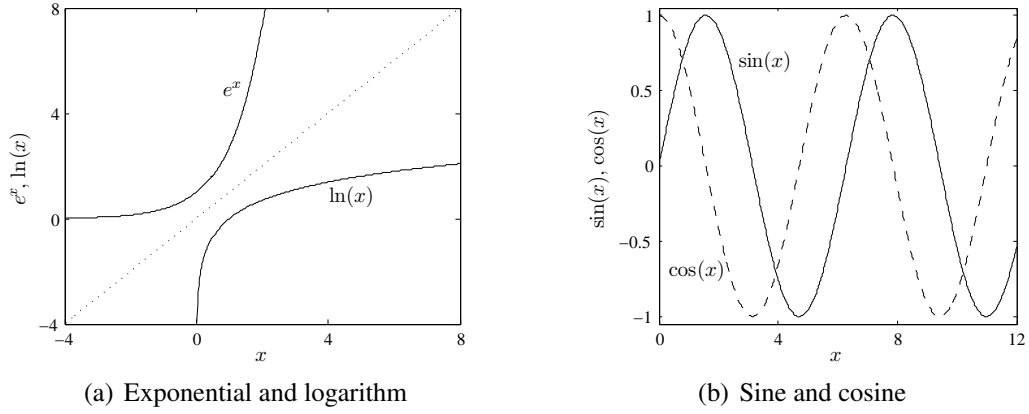 8
4
0
−4
−4
0
4
8
x
e^x, ln(x)
e^x
ln(x)
(a) Exponential and logarithm
1
0.5
0
−0.5
−1
0
4
8
12
x
sin(x), cos(x)
sin(x)
cos(x)
(b) Sine and cosine